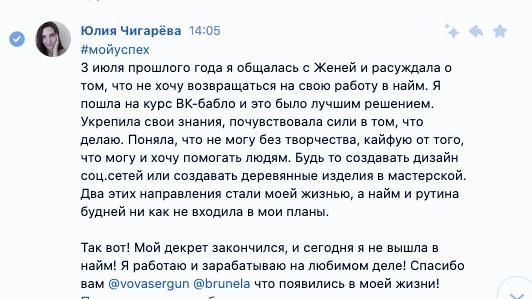 Юлия Чигарёва 14:05
#мойуспех
3 июля прошлого года я общалась с Женей и рассуждала о
том, что не хочу возвращаться на свою работу в найм. Я
пошла на курс ВК-бабло и это было лучшим решением.
Укрепила свои знания, почувствовала сили в том, что
делаю. Поняла, что не могу без творчества, кайфую от того,
что могу и хочу помогать людям. Будь то создавать дизайн
соц.сетей или создавать деревянные изделия в мастерской.
Два этих направления стали моей жизнью, а найм и рутина
будней ни как не входила в мои планы.
Так вот! Мой декрет закончился, и сегодня я не вышла в
найм! Я работаю и зарабатываю на любимом деле! Спасибо
вам @vovasergun @brunela что появились в моей жизни!